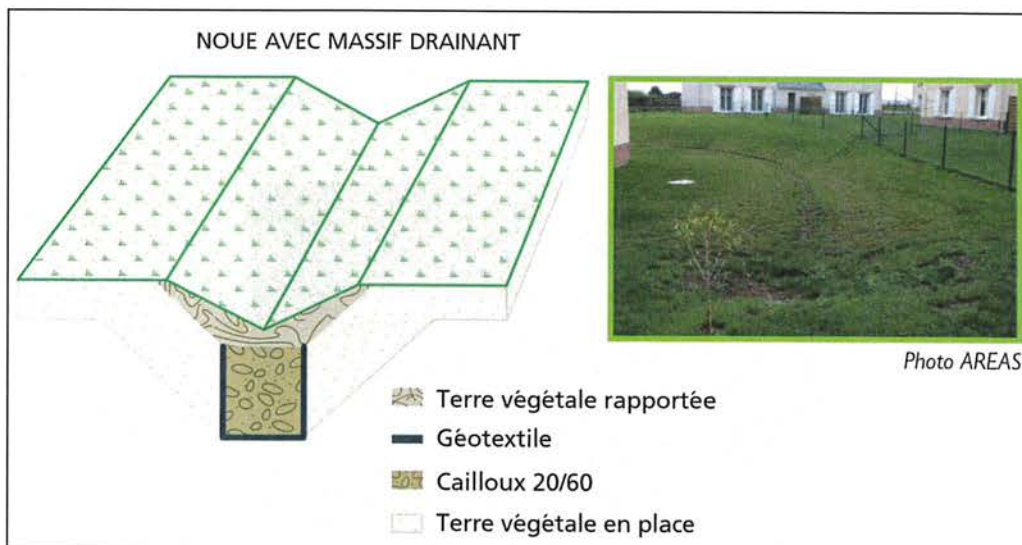 NOUE AVEC MASSIF DRAINANT
Photo AREAS
Terre végétale rapportée
Géotextile
Cailloux 20/60
Terre végétale en place